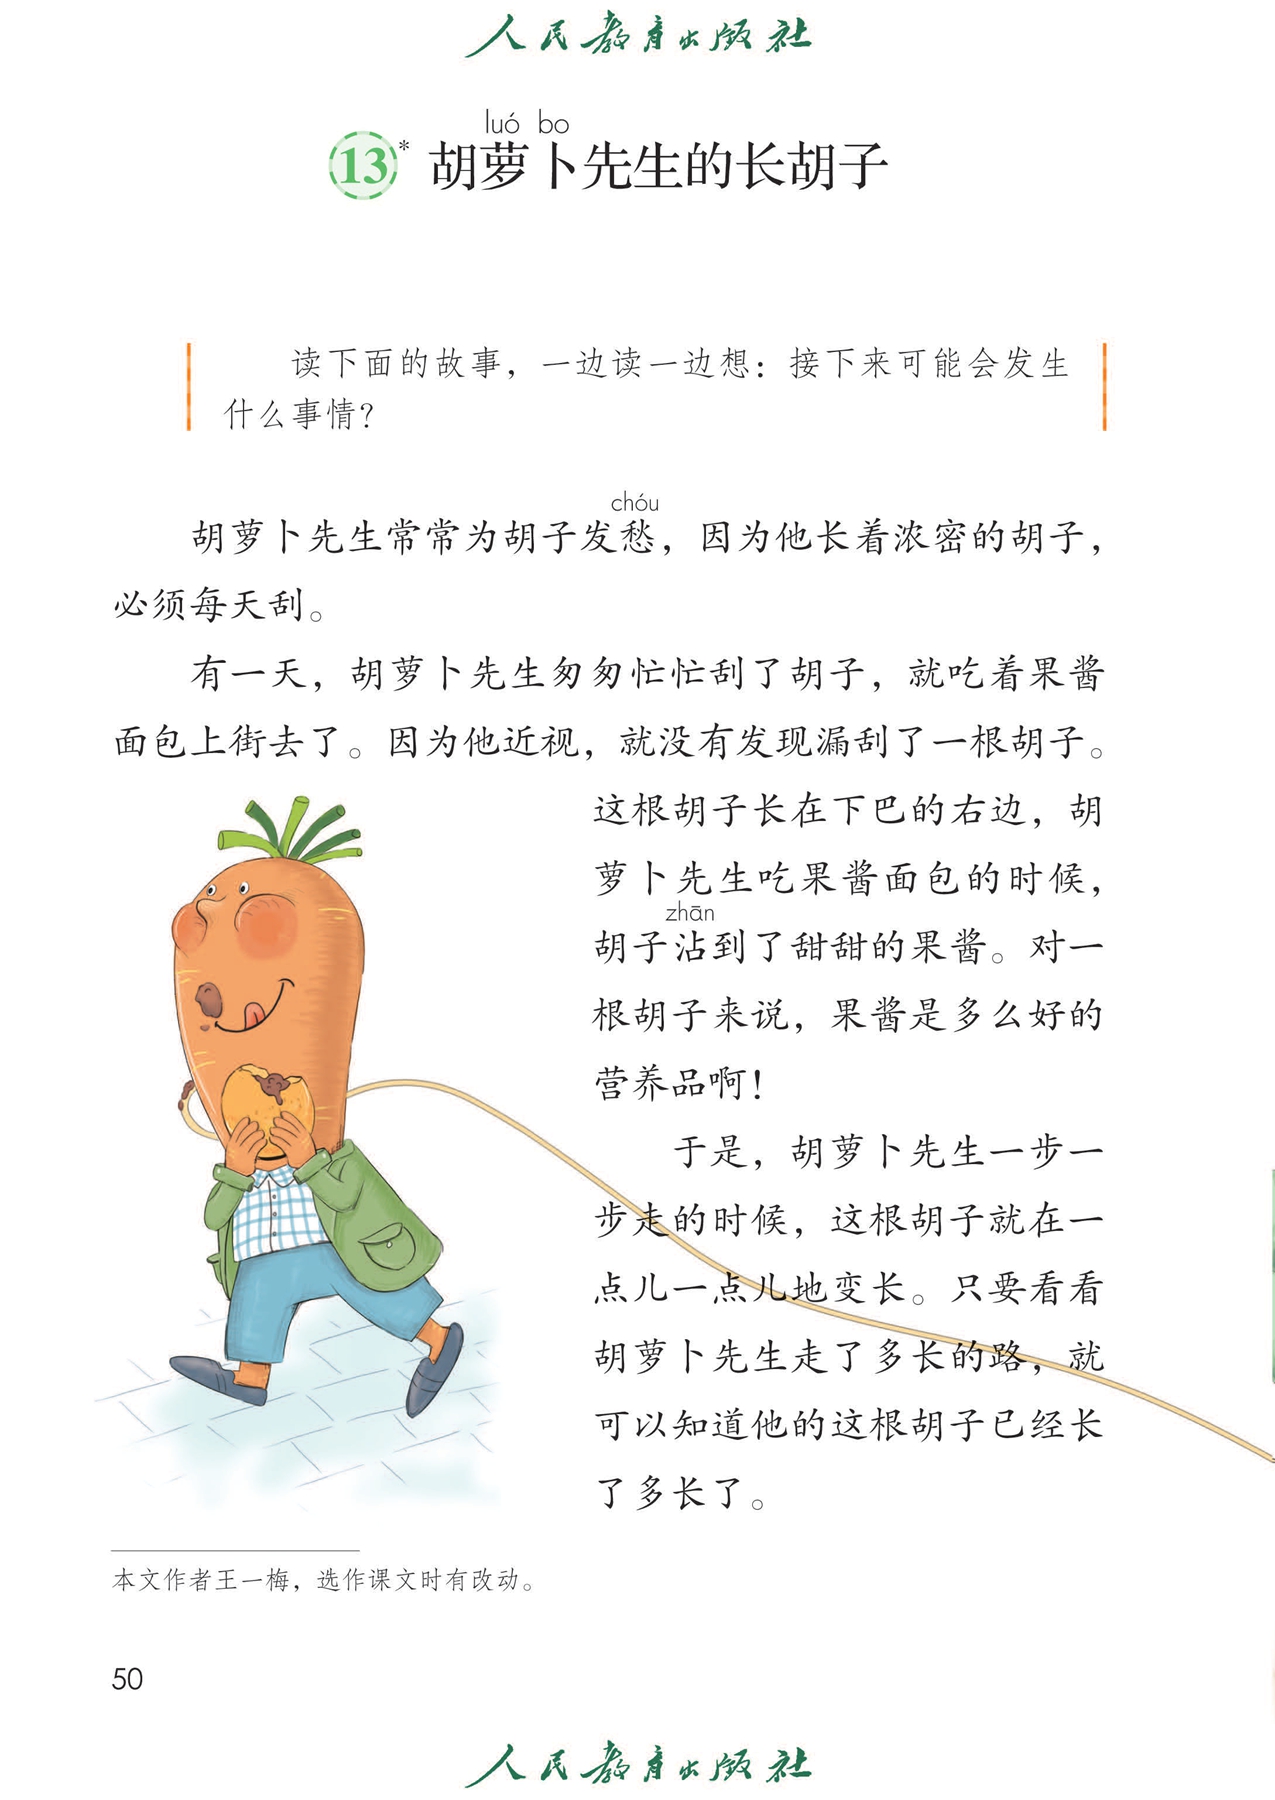 人民教育出版社
luó bo
13* 胡萝卜先生的长胡子
读下面的故事，一边读一边想：接下来可能会发生
什么事情？
chóu
胡萝卜先生常常为胡子发愁，因为他长着浓密的胡子，
必须每天刮。
有一天，胡萝卜先生匆匆忙忙刮了胡子，就吃着果酱
面包上街去了。因为他近视，就没有发现漏刮了一根胡子。
这根胡子长在下巴的右边，胡
萝卜先生吃果酱面包的时候，
zhān
胡子沾到了甜甜的果酱。对一
根胡子来说，果酱是多么好的
营养品啊！
于是，胡萝卜先生一步一
步走的时候，这根胡子就在一
点儿一点儿地变长。只要看看
胡萝卜先生走了多长的路，就
可以知道他的这根胡子已经长
了多长了。
本文作者王一梅，选作课文时有改动。
50
人民教育出版社